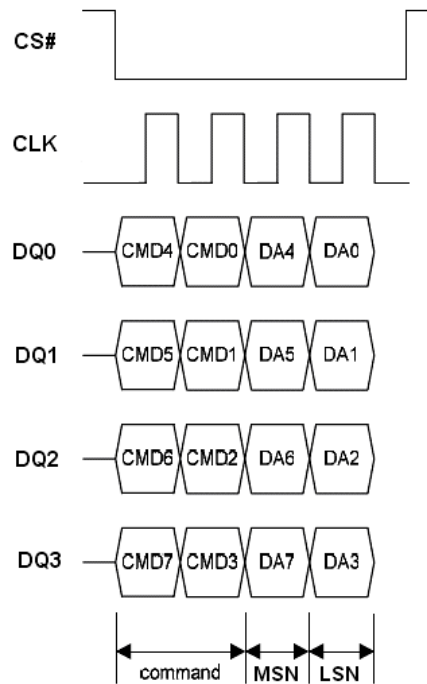 CS#
CLK
DQ0 CMD4 CMD0 DA4 DA0
DQ1 CMD5 CMD1 DA5 DA1
DQ2 CMD6 CMD2 DA6 DA2
DQ3 CMD7 CMD3 DA7 DA3
command MSN LSN